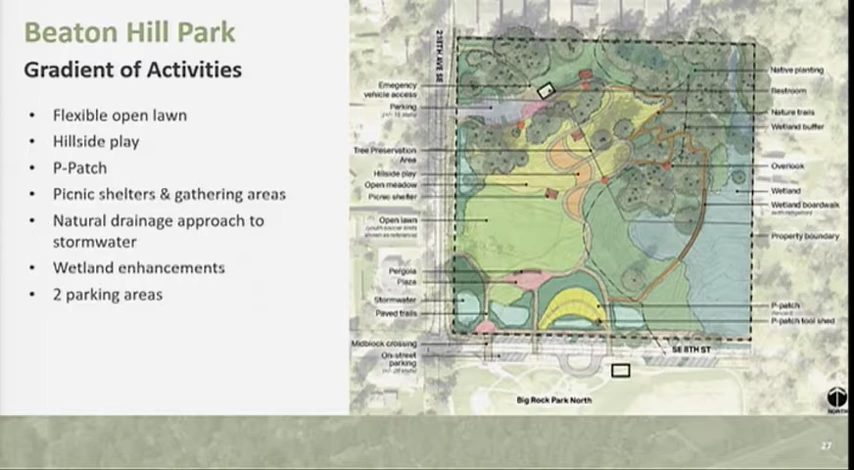 Beaton Hill Park
Gradient of Activities
• Flexible open lawn
• Hillside play
• P-Patch
• Picnic shelters & gathering areas
• Natural drainage approach to
stormwater
• Wetland enhancements
• 2 parking areas
218TH AVE SE
Emegency
vehicle access
Parking
Tree Preservation
Area
Hillside play
Open meadow
Picnic shelter
Open lawn
Pergola
Plaza
Stormwater
Paved trails
Midblock crossing
On-street
parking
Native planting
Restroom
Nature trails
Wetland buffer
Overlook
Wetland
Wetland boardwalk
Property boundary
P-patch
P-patch tool shed
SE 8TH ST
Big Rock Park North
NORTH
27